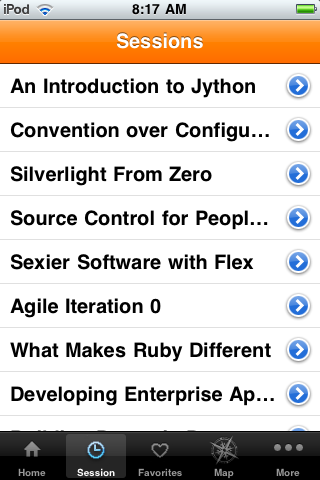 iPod 8:17 AM
Sessions
An Introduction to Jython
Convention over Configu...
Silverlight From Zero
Source Control for Peopl...
Sexier Software with Flex
Agile Iteration 0
What Makes Ruby Different
Developing Enterprise Ap...
Home Session Favorites Map More